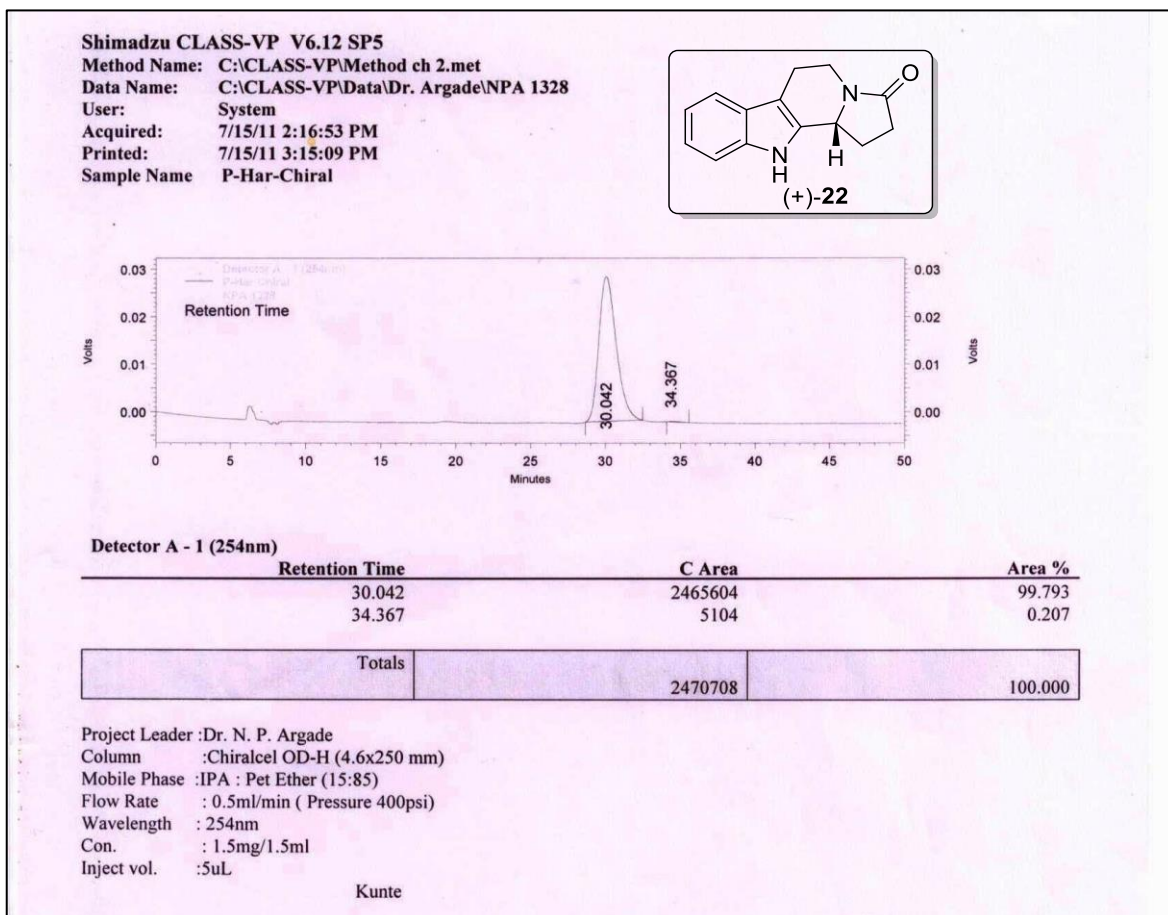 Shimadzu CLASS-VP V6.12 SP5
Method Name: C:\CLASS-VP\Method ch 2.met
Data Name: C:\CLASS-VP\Data\Dr. Argade\NPA 1328
User: System
Acquired: 7/15/11 2:16:53 PM
Printed: 7/15/11 3:15:09 PM
Sample Name P-Har-Chiral
O
N
N
H
H
(+)-22
Detector A - 1 (254nm)
P-Har-Chiral
Retention Time
0.03
0.02
0.01
0.00
Volts
30.042
34.367
0.03
0.02
0.01
0.00
Volts
0 5 10 15 20 25 30 35 40 45 50
Minutes
Detector A - 1 (254nm)
Retention Time C Area Area %
30.042 2465604 99.793
34.367 5104 0.207
Totals
2470708 100.000
Project Leader :Dr. N. P. Argade
Column :Chiralcel OD-H (4.6x250 mm)
Mobile Phase :IPA : Pet Ether (15:85)
Flow Rate : 0.5ml/min ( Pressure 400psi)
Wavelength : 254nm
Con. : 1.5mg/1.5ml
Inject vol. :5uL
Kunte